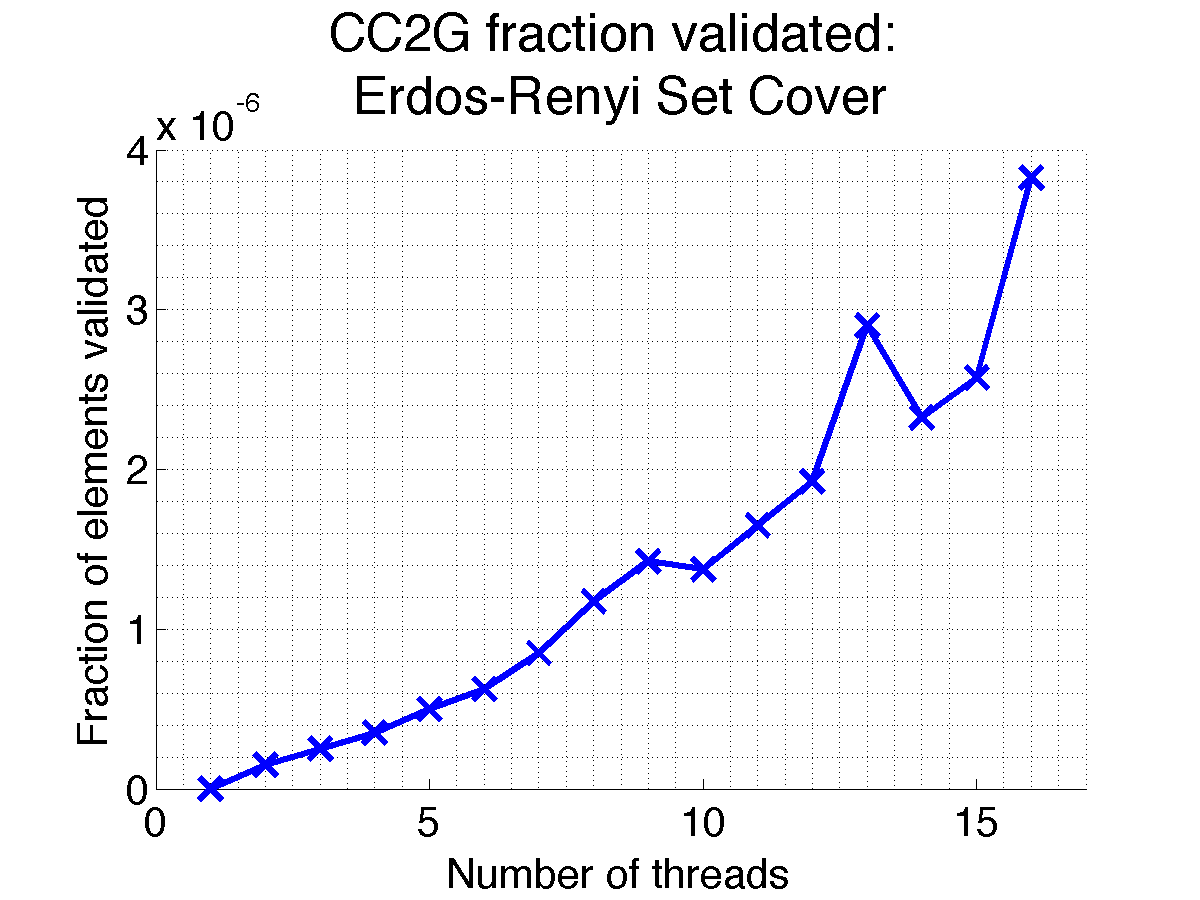 CC2G fraction validated:
Erdos-Renyi Set Cover
x 10^-6
4
3
2
1
0
Fraction of elements validated
0 5 10 15
Number of threads